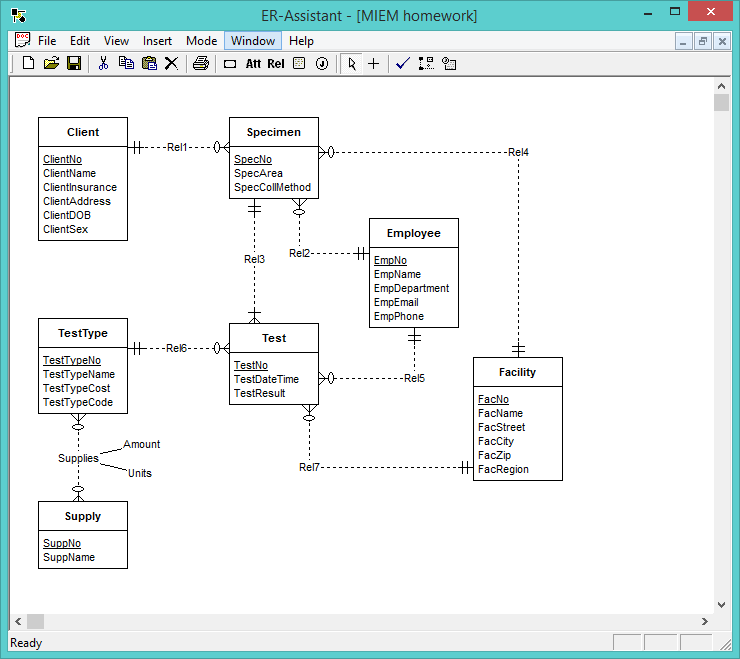 ER-Assistant - [MIEM homework]
File Edit View Insert Mode Window Help
Att Rel
Client
ClientNo
ClientName
ClientInsurance
ClientAddress
ClientDOB
ClientSex
Rel1
Specimen
SpecNo
SpecArea
SpecCollMethod
Rel4
Rel2
Rel3
Employee
EmpNo
EmpName
EmpDepartment
EmpEmail
EmpPhone
TestType
TestTypeNo
TestTypeName
TestTypeCost
TestTypeCode
Rel6
Test
TestNo
TestDateTime
TestResult
Rel5
Facility
FacNo
FacName
FacStreet
FacCity
FacZip
FacRegion
Rel7
Supplies
Amount
Units
Supply
SuppNo
SuppName
Ready